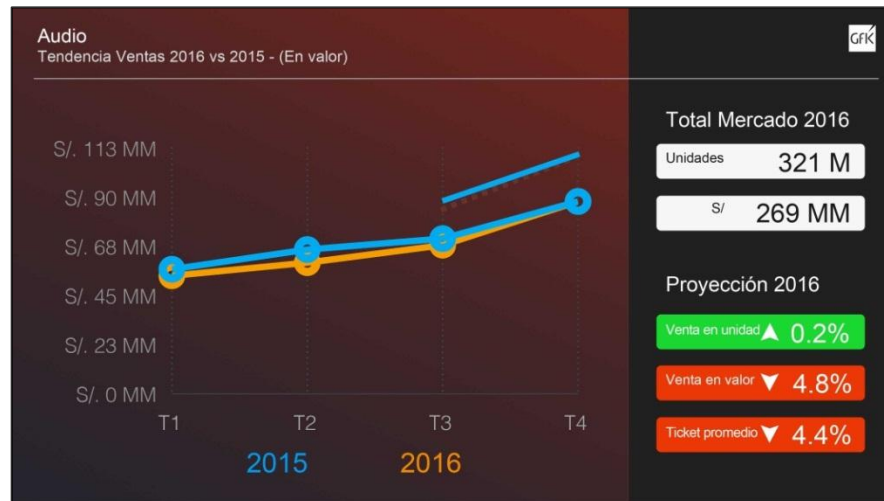 Audio
Tendencia Ventas 2016 vs 2015 - (En valor)
GfK
S/. 113 MM
S/. 90 MM
S/. 68 MM
S/. 45 MM
S/. 23 MM
S/. 0 MM
T1 T2 T3 T4
2015 2016
Total Mercado 2016
Unidades 321 M
S/ 269 MM
Proyección 2016
Venta en unidad 0.2%
Venta en valor 4.8%
Ticket promedio 4.4%